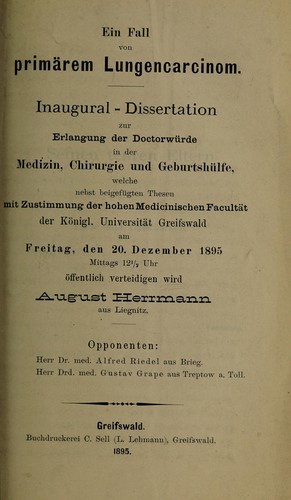 Ein Fall
von
primärem Lungencarcinom.
Inaugural-Dissertation
zur
Erlangung der Doctorwürde
in der
Medizin, Chirurgie und Geburtshülfe,
welche
nebst beigefügten Thesen
mit Zustimmung der hohen Medicinischen Facultät
der Königl. Universität Greifswald
am
Freitag, den 20. Dezember 1895
Mittags 12¼ Uhr
öffentlich verteidigen wird
August Herrmann
aus Liegnitz.
Opponenten:
Herr Dr. med. Alfred Riedel aus Brieg.
Herr Drd. med. Gustav Grape aus Treptow a. Toll.
Greifswald.
Buchdruckerei C. Sell (L. Lehmann), Greifswald.
1895.